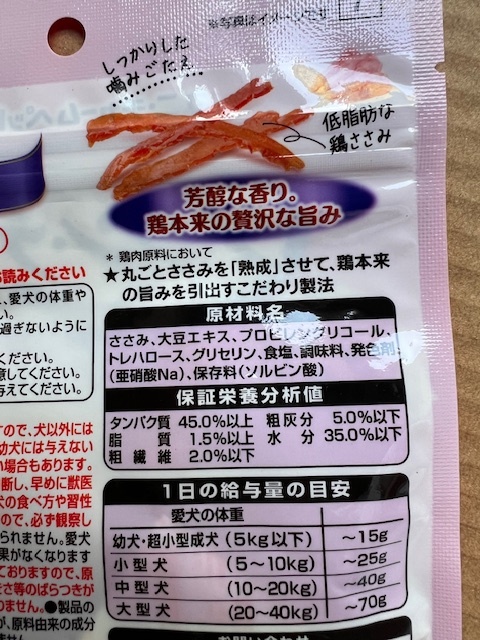 ※写真はイメージです
しっかりした
噛みごたえ
低脂肪な
鶏ささみ
芳醇な香り。
鶏本来の贅沢な旨み
* 鶏肉原料において
★丸ごとささみを「熟成」させて、鶏本来
の旨みを引出すこだわり製法
原材料名
ささみ、大豆エキス、プロピレングリコール、
トレハロース、グリセリン、食塩、調味料、発色剤
(亜硝酸Na)、保存料(ソルビン酸)
保証栄養分析値
タンパク質 45.0%以上 粗灰分 5.0%以下
脂質 1.5%以上 水分 35.0%以下
粗繊維 2.0%以下
1日の給与量の目安
愛犬の体重
幼犬・超小型成犬(5kg以下) ~15g
小型犬 (5~10kg) ~25g
中型犬 (10~20kg) ~40g
大型犬 (20~40kg) ~70g
お読みください
、愛犬の体重や
い。
過ぎないように
ください。
意してください。
与えてください。
すので、犬以外には
幼犬には与えない
い場合もあります。
断し、早めに獣医
犬の食べ方や習性
ので、必ず観察し
られません。愛犬
果がなくなります
ておりますので、原
さ等のばらつきが
りません。●製品の
が、原料由来の成分